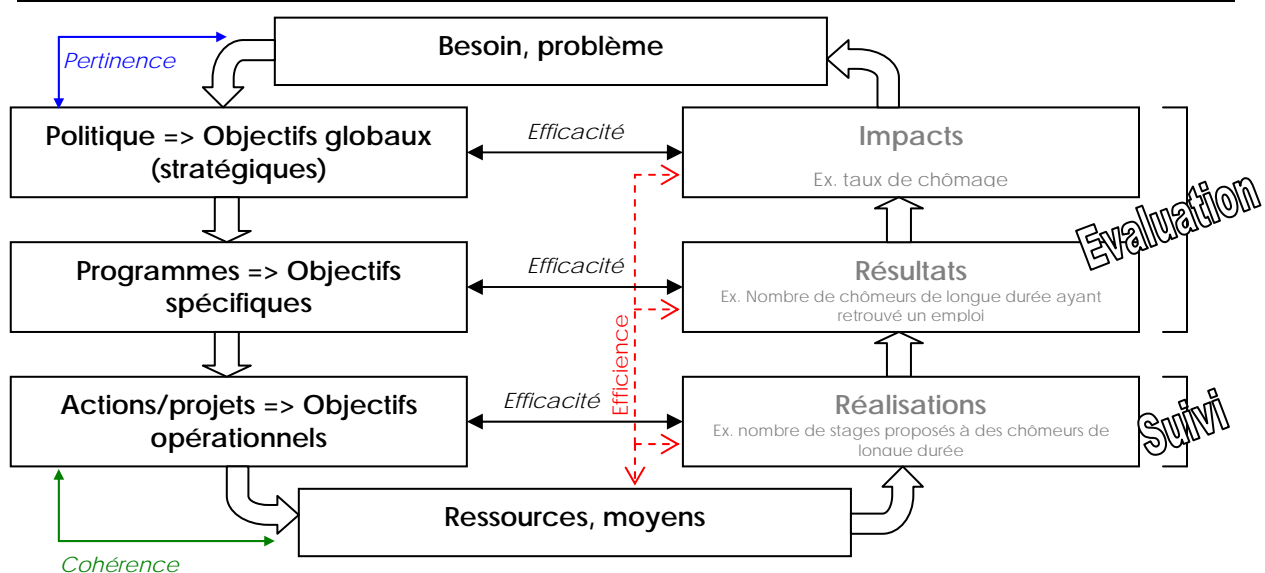 Besoin, problème
Pertinence
Politique => Objectifs globaux
(stratégiques)
Efficacité
Impacts
Ex. taux de chômage
Evaluation
Programmes => Objectifs
spécifiques
Efficacité
Résultats
Ex. Nombre de chômeurs de longue durée ayant
retrouvé un emploi
Efficience
Actions/projets => Objectifs
opérationnels
Efficacité
Réalisations
Ex. nombre de stages proposés à des chômeurs de
longue durée
Suivi
Ressources, moyens
Cohérence